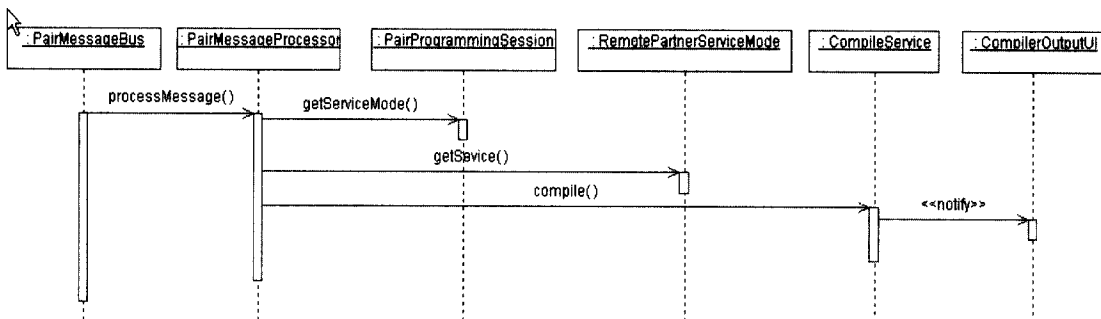 : PairMessageBus
: PairMessageProcessor
: PairProgrammingSession
: RemotePartnerServiceMode
: CompileService
: CompilerOutputUI
processMessage()
getServiceMode()
getSevice()
compile()
<<notify>>